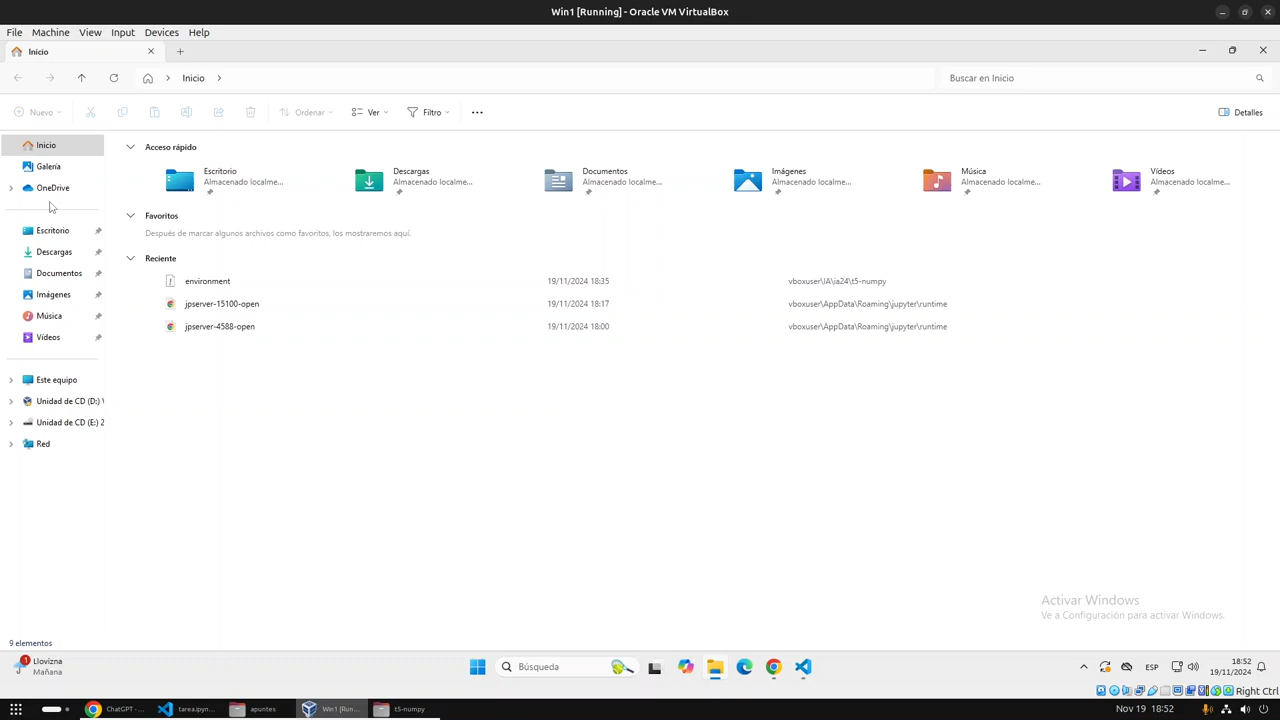 Win1 [Running] - Oracle VM VirtualBox
File Machine View Input Devices Help
Inicio
Inicio
Buscar en Inicio
Nuevo Ordenar Ver Filtro Detalles
Inicio
Galería
OneDrive
Escritorio
Descargas
Documentos
Imágenes
Música
Vídeos
Este equipo
Unidad de CD (D:) V
Unidad de CD (E:) 2
Red
Acceso rápido
Escritorio
Almacenado localme...
Descargas
Almacenado localme...
Documentos
Almacenado localme...
Imágenes
Almacenado localme...
Música
Almacenado localme...
Vídeos
Almacenado localme...
Favoritos
Después de marcar algunos archivos como favoritos, los mostraremos aquí.
Reciente
environment 19/11/2024 18:35 vboxuser\IA\ia24\t5-numpy
jpserver-15100-open 19/11/2024 18:17 vboxuser\AppData\Roaming\jupyter\runtime
jpserver-4588-open 19/11/2024 18:00 vboxuser\AppData\Roaming\jupyter\runtime
Activar Windows
Ve a Configuración para activar Windows.
9 elementos
1
Llovizna
Mañana
Búsqueda
ESP
18:52
19/11/2024
Right Ctrl
ChatGPT - ... tarea.ipyn... apuntes Win1 [Run... t5-numpy
Nov 19 18:52